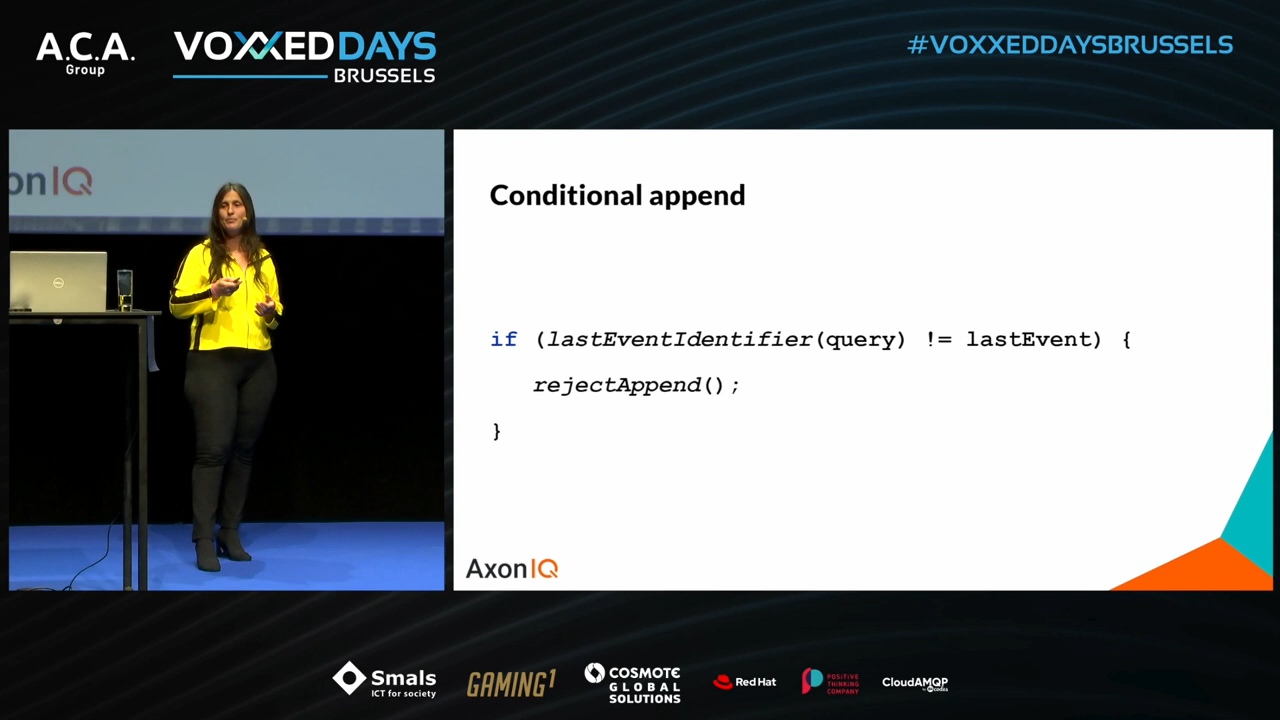 A.C.A.
Group
VOXXEDDAYS
BRUSSELS
#VOXXEDDAYSBRUSSELS
onIQ
DELL
Conditional append
if (lastEventIdentifier(query) != lastEvent) {
rejectAppend();
}
AxonIQ
Smals
ICT for society
GAMING1
COSMOTE
GLOBAL
SOLUTIONS
Red Hat
POSITIVE
THINKING
COMPANY
CloudAMQP